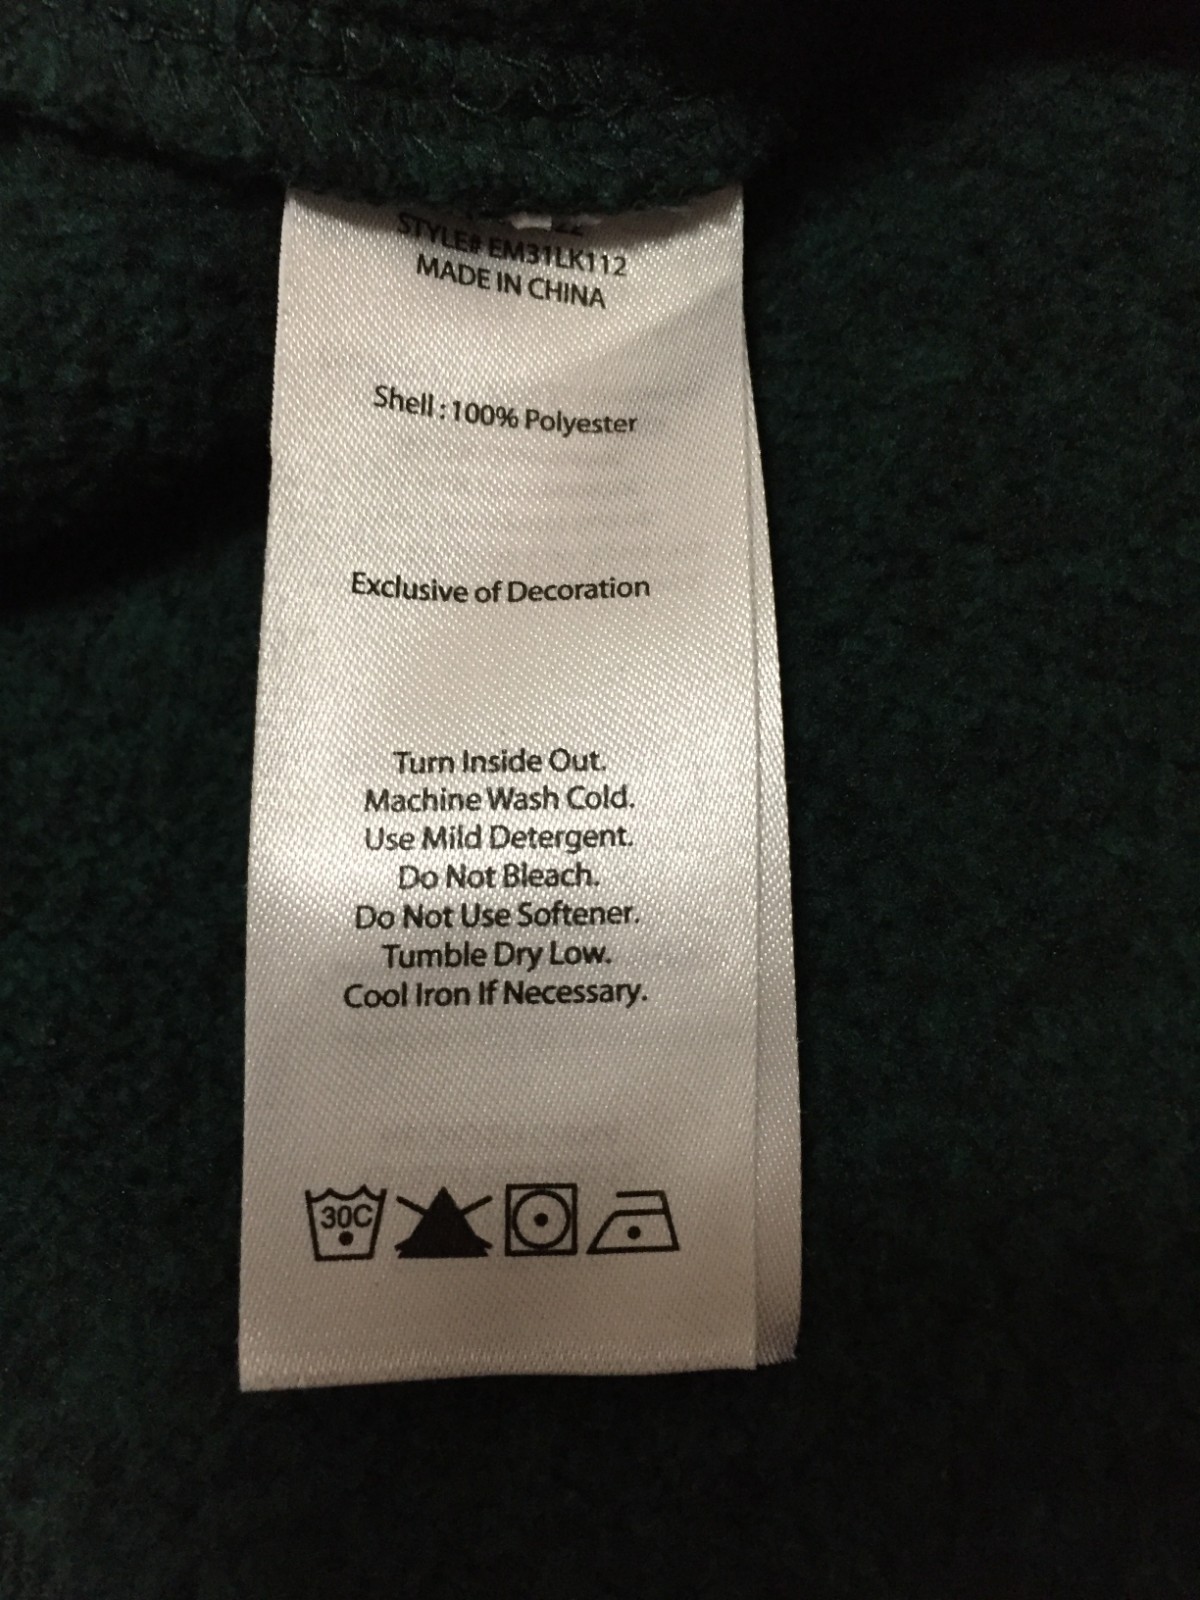 STYLE# EM31LK112
MADE IN CHINA
Shell : 100% Polyester
Exclusive of Decoration
Turn Inside Out.
Machine Wash Cold.
Use Mild Detergent.
Do Not Bleach.
Do Not Use Softener.
Tumble Dry Low.
Cool Iron If Necessary.
30C